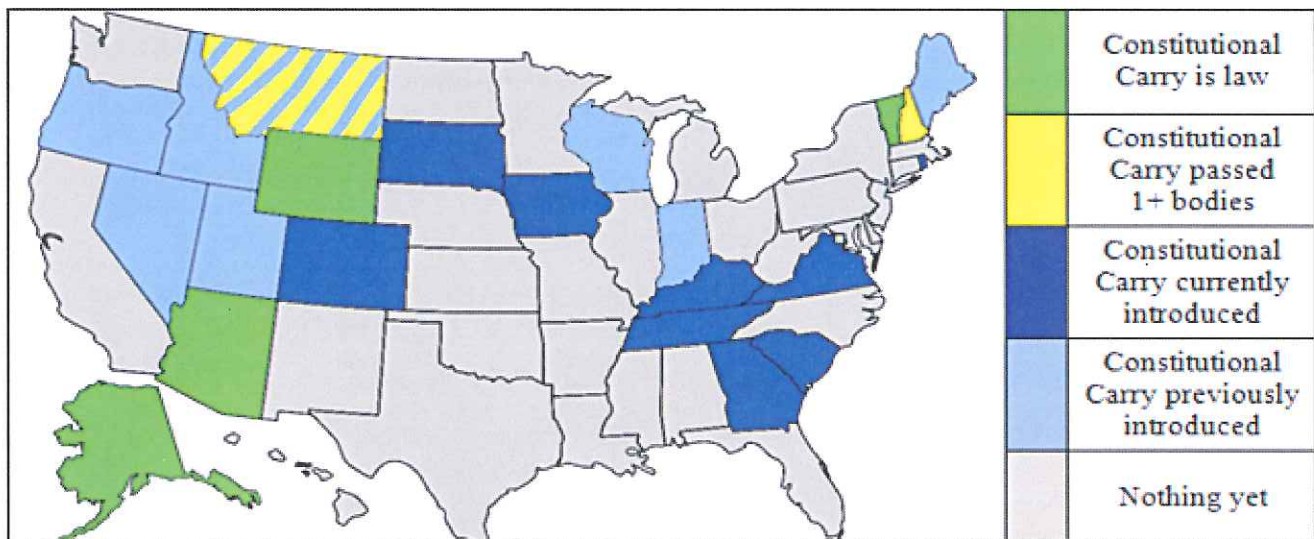 Constitutional
Carry is law
Constitutional
Carry passed
1+ bodies
Constitutional
Carry currently
introduced
Constitutional
Carry previously
introduced
Nothing yet